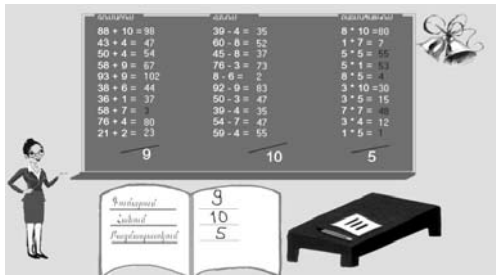 88 + 10 = 98
43 + 4 = 47
50 + 4 = 54
58 + 9 = 67
93 + 9 = 102
38 + 6 = 44
36 + 1 = 37
58 + 7 = 3
76 + 4 = 80
21 + 2 = 23
9
39 - 4 = 35
60 - 8 = 52
45 - 8 = 37
76 - 3 = 73
8 - 6 = 2
92 - 9 = 83
50 - 3 = 47
39 - 4 = 35
54 - 7 = 47
59 - 4 = 55
10
8 * 10 =80
1 * 7 = 7
5 * 5 = 55
5 * 1 = 53
8 * 5 = 4
3 * 10 =30
3 * 5 = 15
7 * 7 = 48
3 * 4 = 12
1 * 5 = 1
5
Գումարում 9
Հանում 10
Բազմապատկում 5